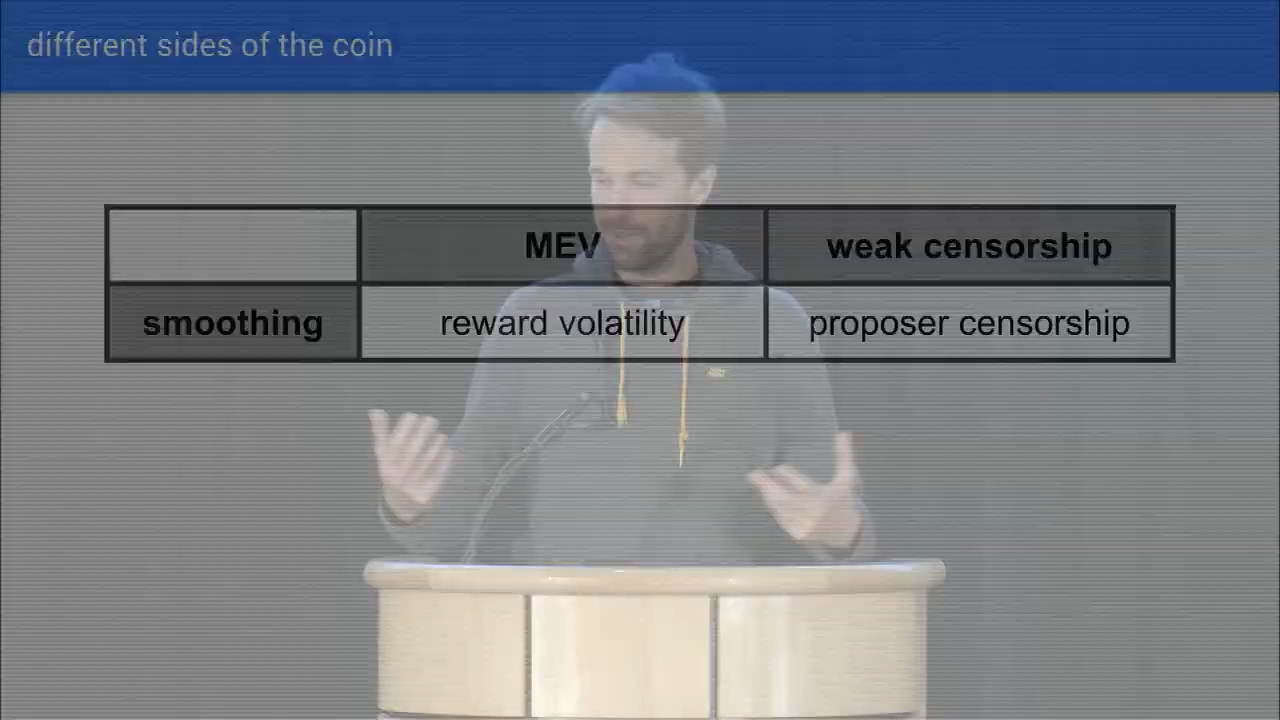 different sides of the coin
MEV weak censorship
smoothing reward volatility proposer censorship